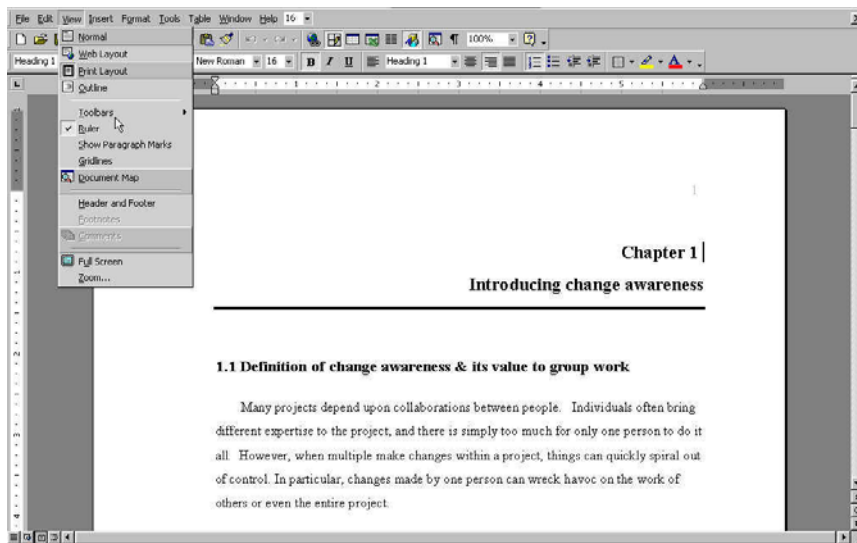 File Edit View Insert Format Tools Table Window Help 16
Normal
100%
Web Layout
Heading 1 New Roman 16 B I U Heading 1
Print Layout
Outline
1 2 3 4 5
Toolbars
Ruler
Show Paragraph Marks
Gridlines
Document Map
Header and Footer
Footnotes
Comments
Full Screen
Zoom...
1
Chapter 1
Introducing change awareness
1.1 Definition of change awareness & its value to group work
Many projects depend upon collaborations between people. Individuals often bring
different expertise to the project, and there is simply too much for only one person to do it
all. However, when multiple make changes within a project, things can quickly spiral out
of control. In particular, changes made by one person can wreck havoc on the work of
others or even the entire project.